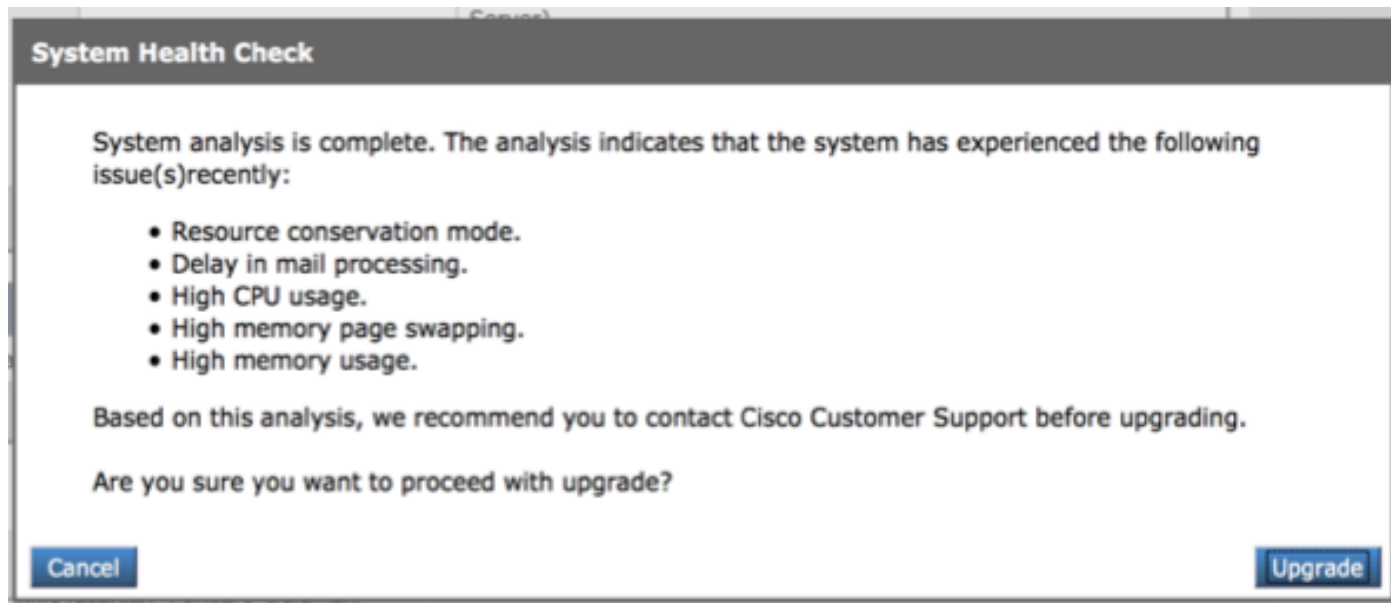 System Health Check
System analysis is complete. The analysis indicates that the system has experienced the following
issue(s)recently:
• Resource conservation mode.
• Delay in mail processing.
• High CPU usage.
• High memory page swapping.
• High memory usage.
Based on this analysis, we recommend you to contact Cisco Customer Support before upgrading.
Are you sure you want to proceed with upgrade?
Cancel
Upgrade